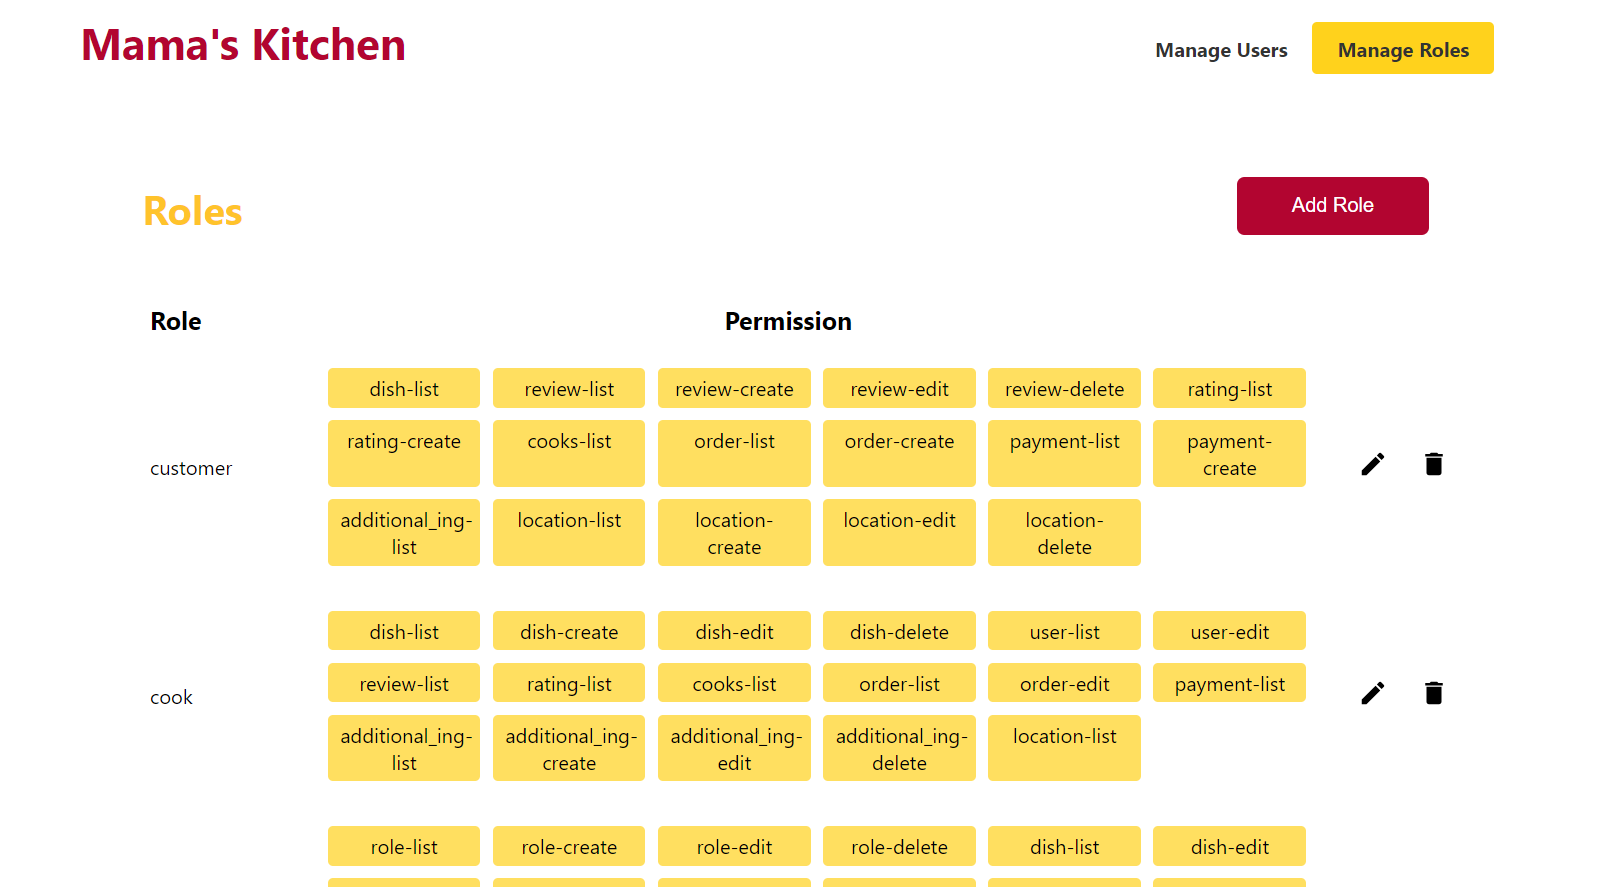 Mama's Kitchen
Manage Users
Manage Roles
Roles
Add Role
Role
Permission
dish-list
review-list
review-create
review-edit
review-delete
rating-list
customer
rating-create
cooks-list
order-list
order-create
payment-list
payment-
create
additional_ing-
list
location-list
location-
create
location-edit
location-
delete
cook
dish-list
dish-create
dish-edit
dish-delete
user-list
user-edit
review-list
rating-list
cooks-list
order-list
order-edit
payment-list
additional_ing-
list
additional_ing-
create
additional_ing-
edit
additional_ing-
delete
location-list
role-list
role-create
role-edit
role-delete
dish-list
dish-edit